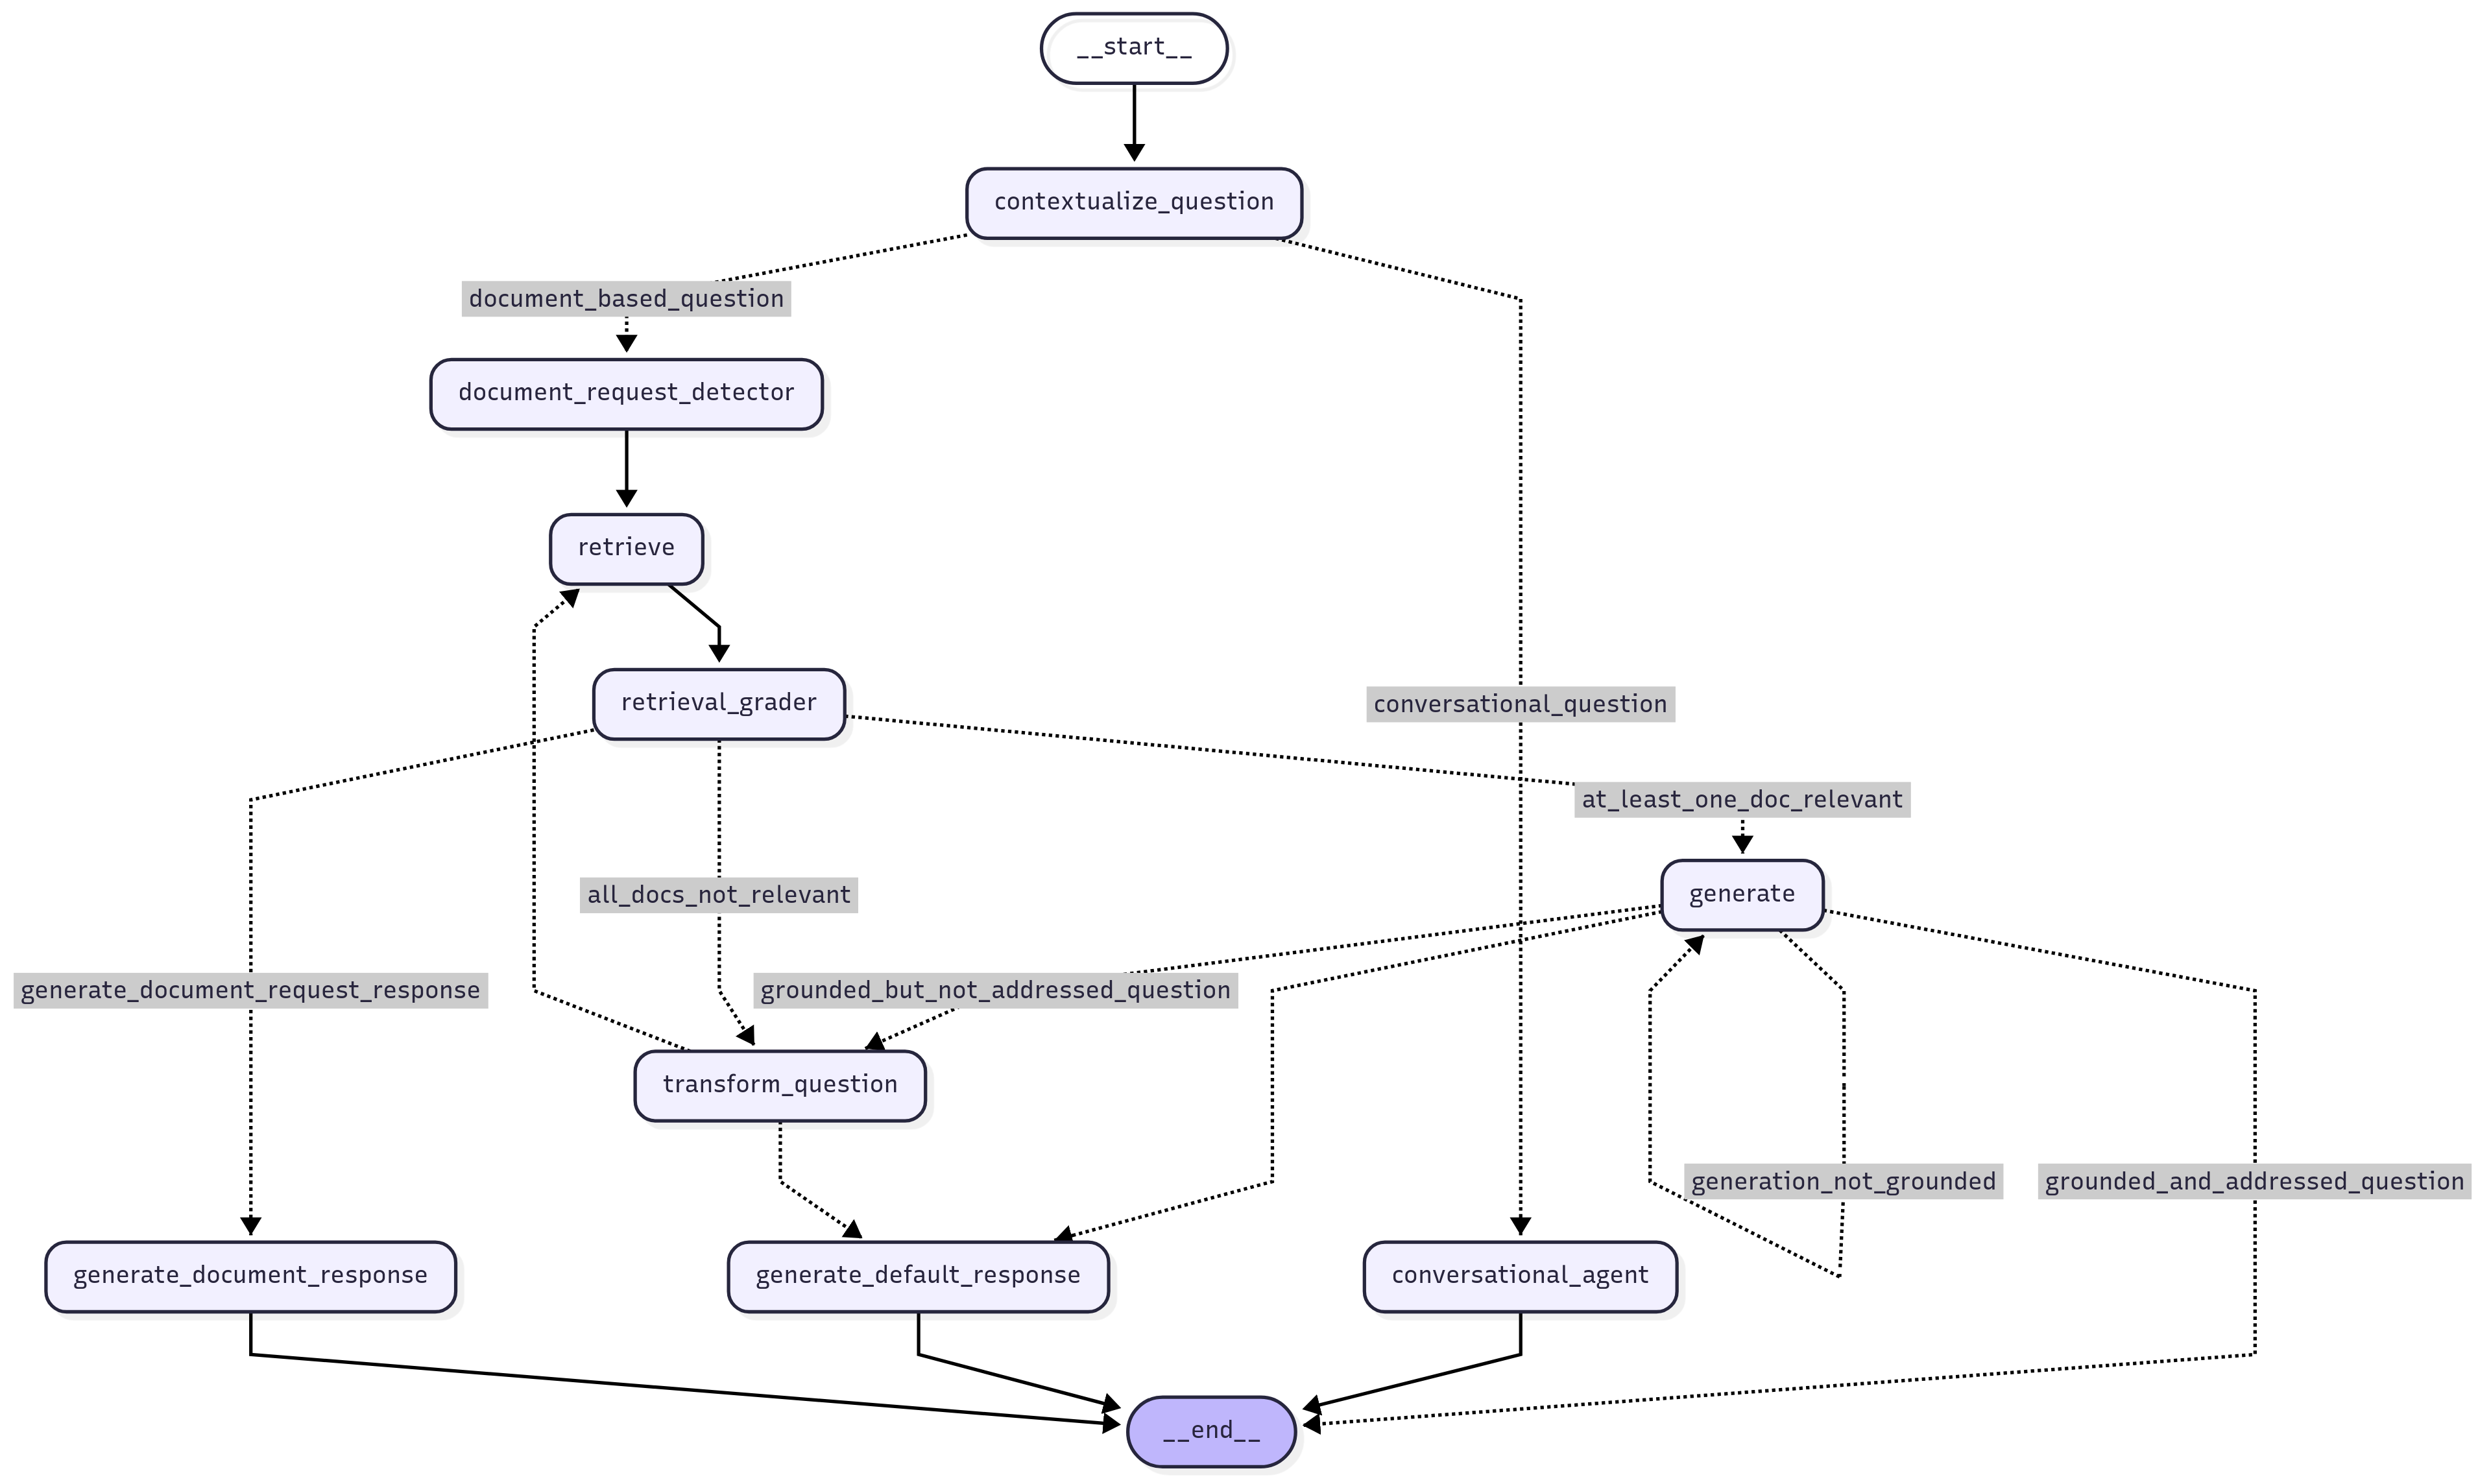 __start__
contextualize_question
document_based_question
document_request_detector
retrieve
retrieval_grader
conversational_question
at_least_one_doc_relevant
all_docs_not_relevant
generate
generate_document_request_response
grounded_but_not_addressed_question
transform_question
generation_not_grounded
grounded_and_addressed_question
generate_document_response
generate_default_response
conversational_agent
__end__